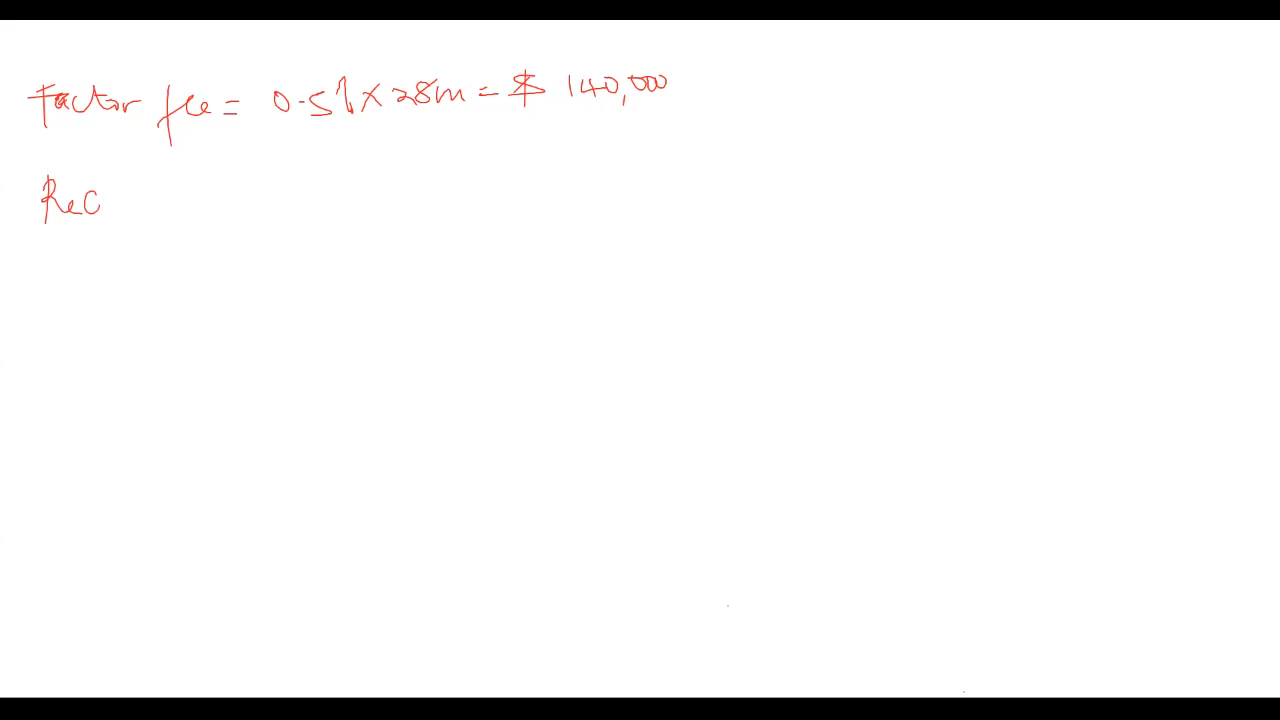 Factor fee = 0.5% × 28m = $ 140,000
Rec